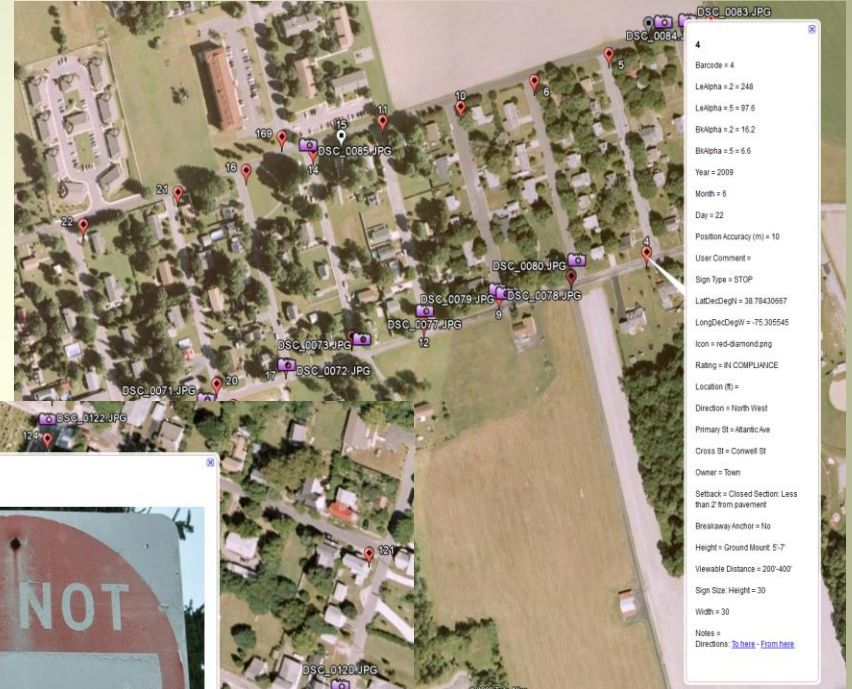 DSC_0083.JPG
DSC_0084.
5
6
10
11
15
169
DSC_0085.JPG
14
16
21
22
4
DSC_0080.JPG
DSC_0079.JPG
DSC_0078.JPG
9
DSC_0077.JPG
12
DSC_0073.JPG
17
DSC_0072.JPG
DSC_0071.JPG
20
DSC_0122.JPG
124
121
DSC_0120.JPG
NOT
4
Barcode = 4
LeAlpha =.2 = 248
LeAlpha =.5 = 97.6
BkAlpha =.2 = 16.2
BkAlpha =.5 = 6.6
Year = 2009
Month = 6
Day = 22
Position Accuracy (m) = 10
User Comment =
Sign Type = STOP
LatDecDegN = 38.78430667
LongDecDegW = -75.305545
Icon = red-diamond.png
Rating = IN COMPLIANCE
Location (ft) =
Direction = North West
Primary St = Atlantic Ave
Cross St = Conwell St
Owner = Town
Setback = Closed Section: Less
than 2' from pavement
Breakaway Anchor = No
Height = Ground Mount: 5'-7'
Viewable Distance = 200'-400'
Sign Size: Height = 30
Width = 30
Notes =
Directions: To here - From here